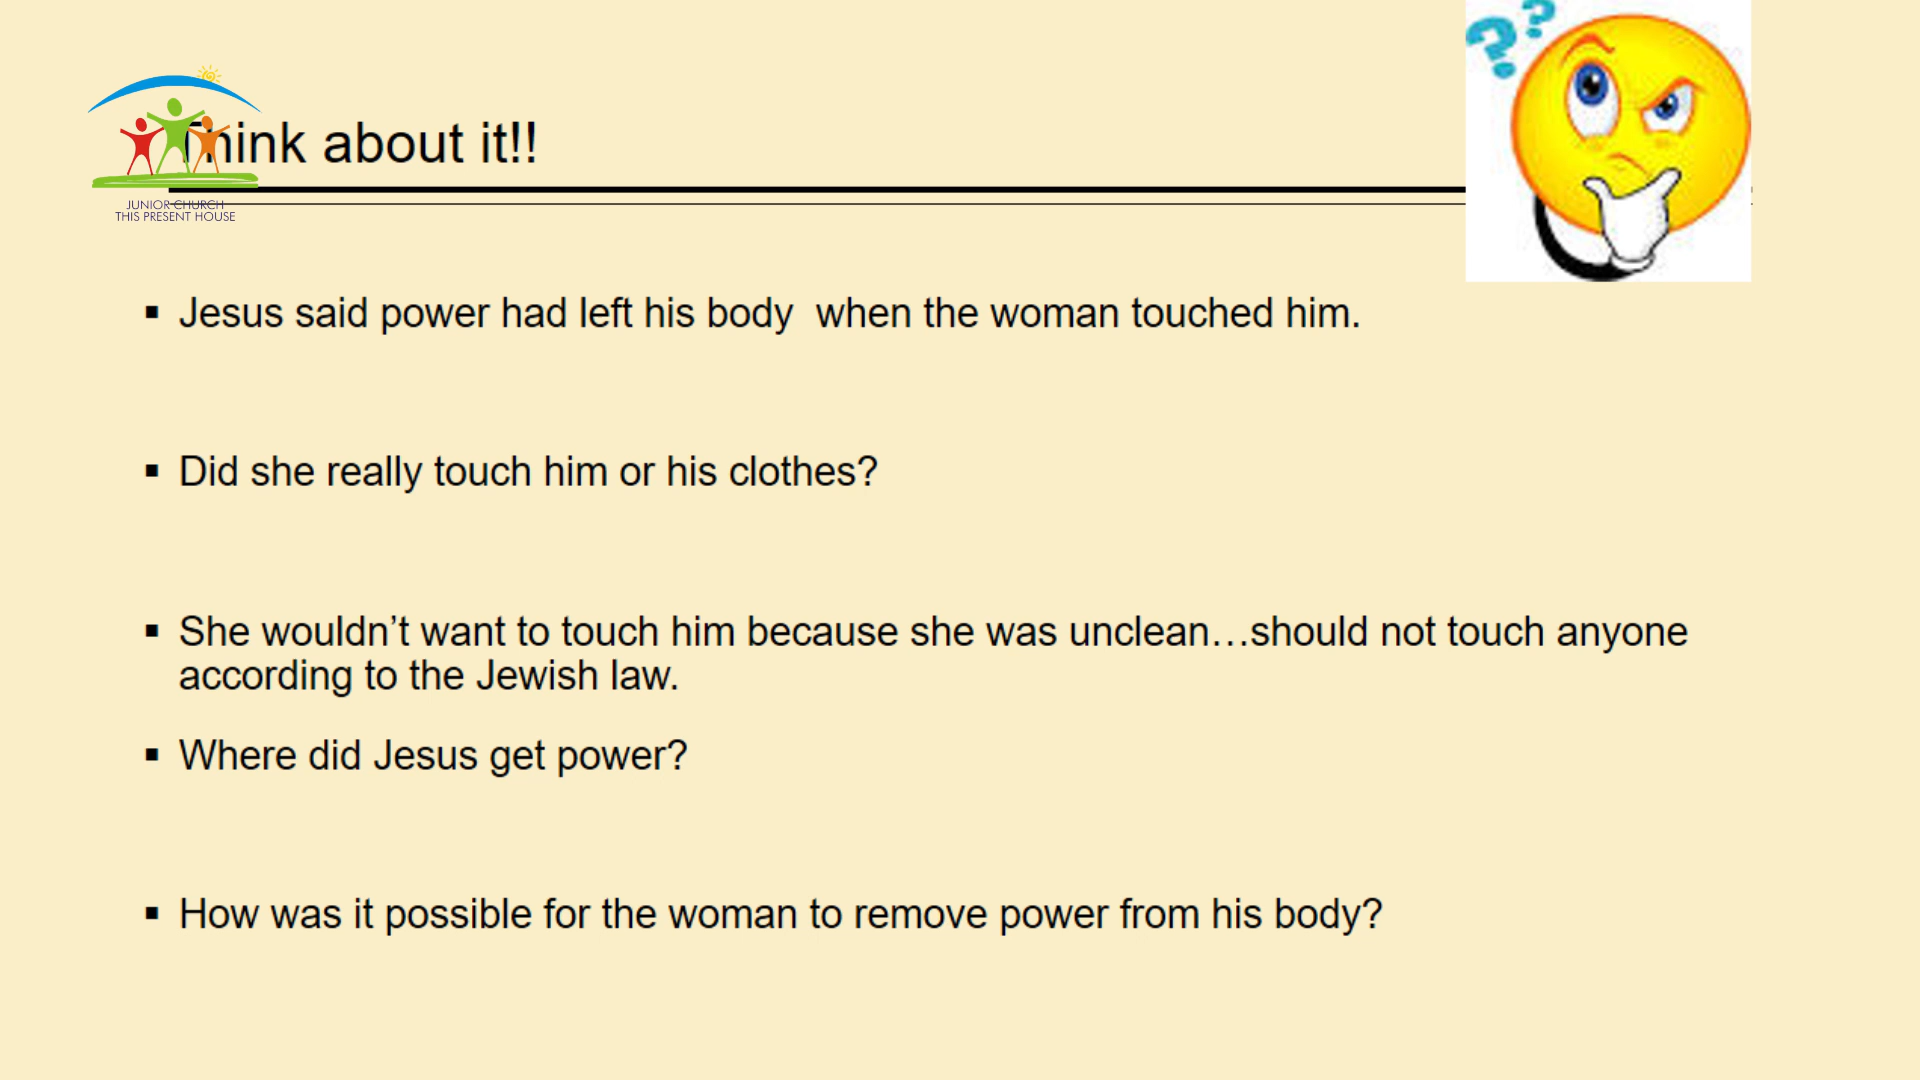 Think about it!!
JUNIOR CHURCH
THIS PRESENT HOUSE
??
▪ Jesus said power had left his body  when the woman touched him.
▪ Did she really touch him or his clothes?
▪ She wouldn’t want to touch him because she was unclean…should not touch anyone
according to the Jewish law.
▪ Where did Jesus get power?
▪ How was it possible for the woman to remove power from his body?